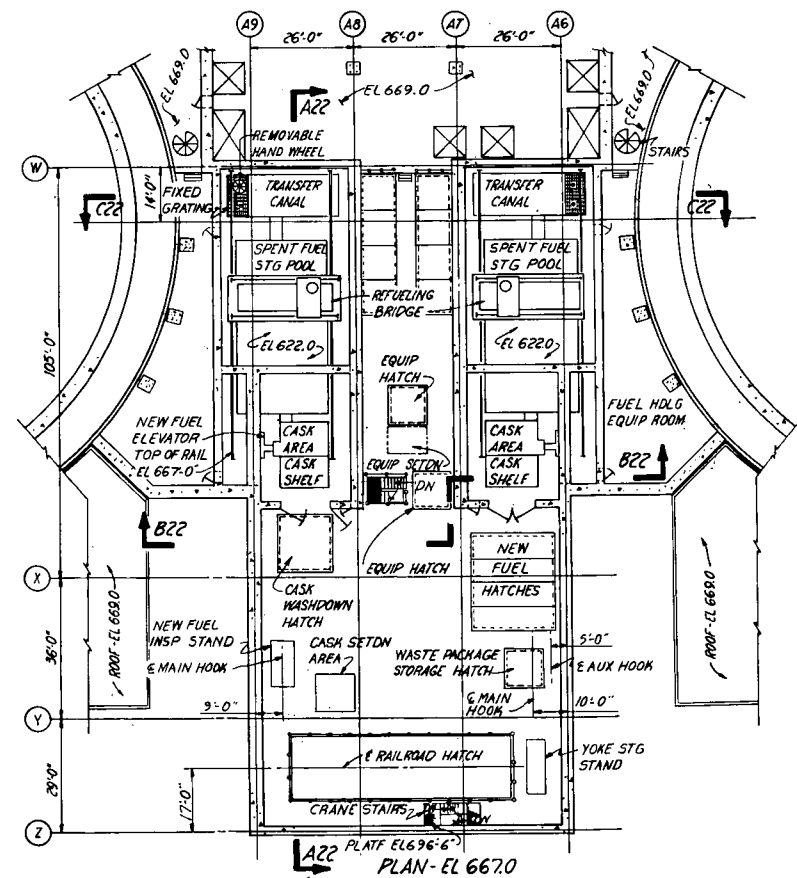 A9
A8
A7
A6
26'-0"
26'-0"
26'-0"
EL 669.0
EL 669.0
EL 669.0
A22
REMOVABLE
HAND WHEEL
STAIRS
W
14'-0"
FIXED
GRATING
TRANSFER
CANAL
TRANSFER
CANAL
C22
C22
SPENT FUEL
STG POOL
SPENT FUEL
STG POOL
REFUELING
BRIDGE
105'-0"
EL 622.0
EL 622.0
EQUIP
HATCH
NEW FUEL
ELEVATOR
TOP OF RAIL
EL 667-0"
CASK
AREA
CASK
SHELF
CASK
AREA
CASK
SHELF
FUEL HDLG
EQUIP ROOM
EQUIP SETDN
DN
B22
B22
EQUIP HATCH
NEW
FUEL
HATCHES
X
CASK
WASHDOWN
HATCH
ROOF-EL 669.0
ROOF-EL 669.0
36'-0"
NEW FUEL
INSP STAND
CASK SETDN
AREA
WASTE PACKAGE
STORAGE HATCH
5'-0"
℄ MAIN HOOK
℄ AUX HOOK
℄ MAIN
HOOK
9'-0"
10'-0"
Y
29'-0"
17'-0"
℄ RAILROAD HATCH
YOKE STG
STAND
CRANE STAIRS
DN
Z
PLATF EL696'-6"
A22
PLAN-EL 667.0